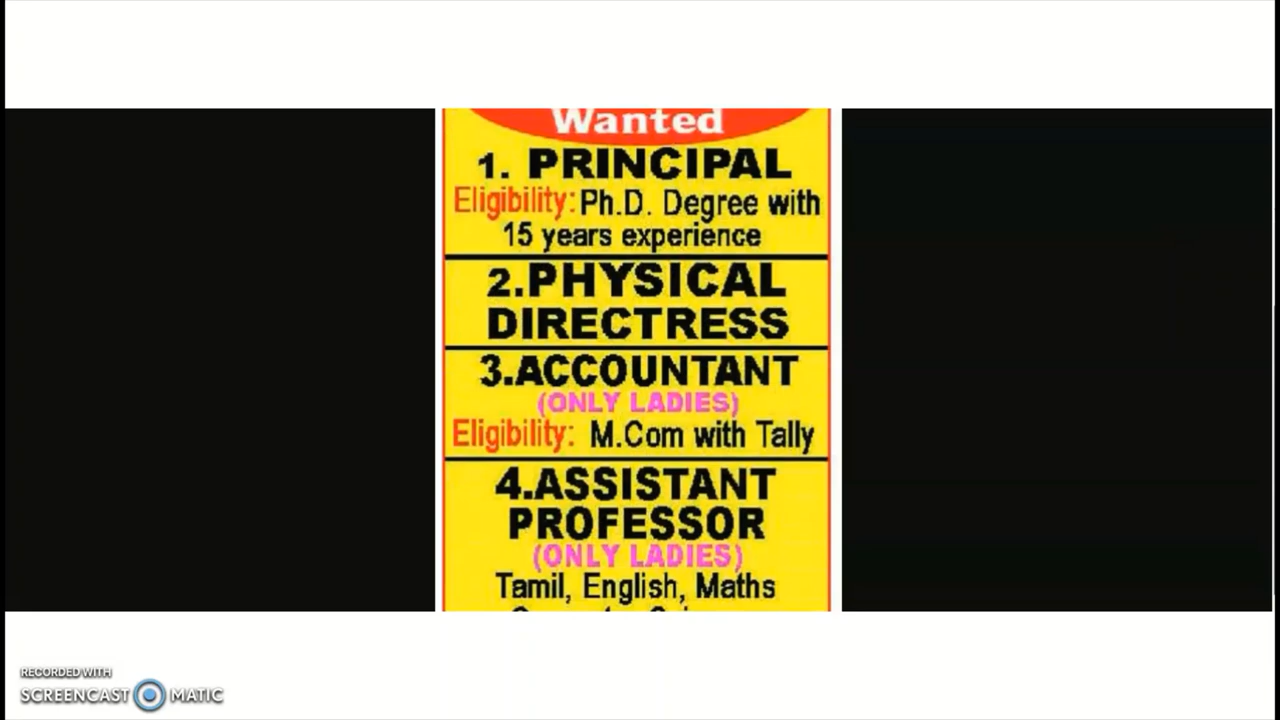 Wanted
1. PRINCIPAL
Eligibility: Ph.D. Degree with
15 years experience
2.PHYSICAL
DIRECTRESS
3.ACCOUNTANT
(ONLY LADIES)
Eligibility: M.Com with Tally
4.ASSISTANT
PROFESSOR
(ONLY LADIES)
Tamil, English, Maths
RECORDED WITH
SCREENCAST MATIC